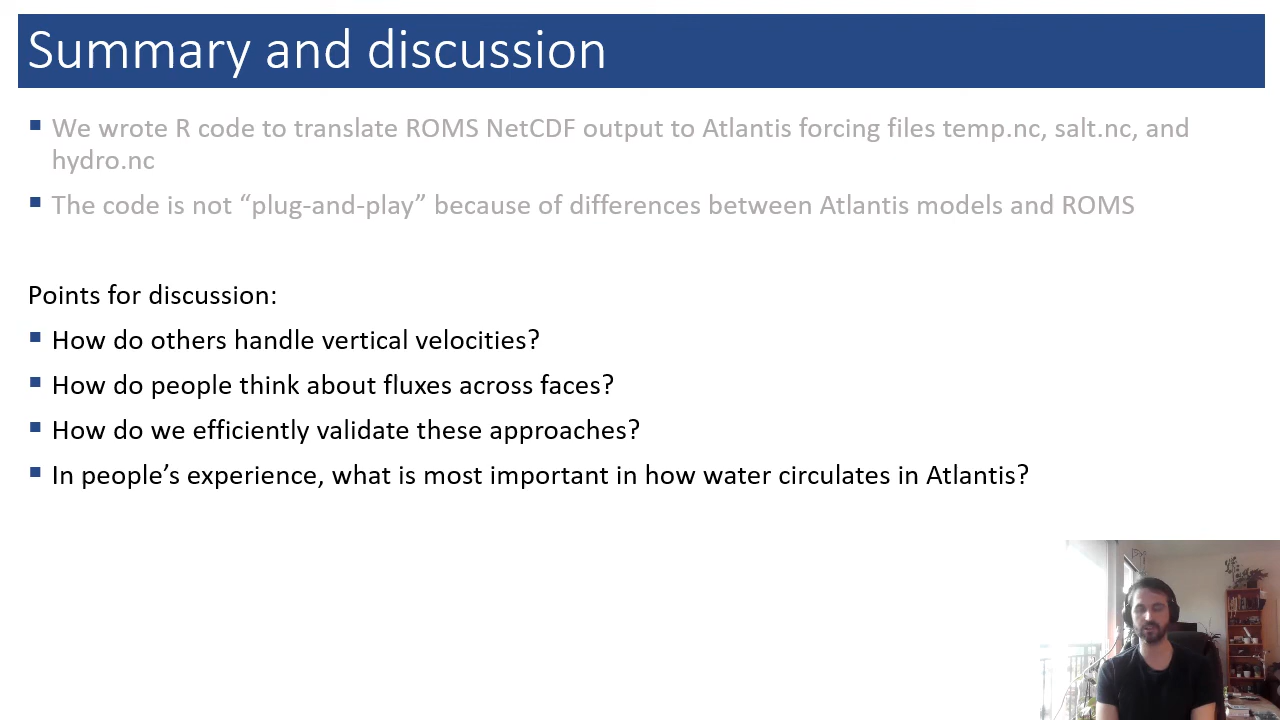 Summary and discussion
We wrote R code to translate ROMS NetCDF output to Atlantis forcing files temp.nc, salt.nc, and
hydro.nc
The code is not “plug-and-play” because of differences between Atlantis models and ROMS
Points for discussion:
How do others handle vertical velocities?
How do people think about fluxes across faces?
How do we efficiently validate these approaches?
In people’s experience, what is most important in how water circulates in Atlantis?